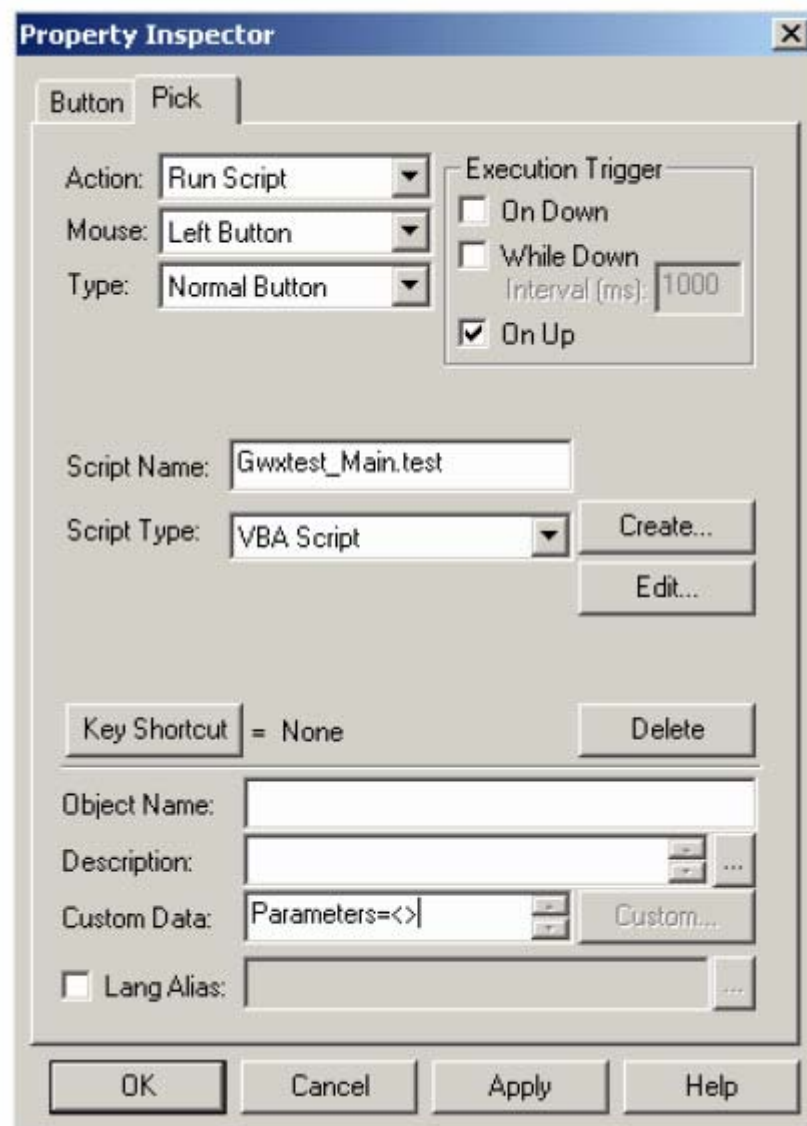 Property Inspector
Button Pick
Action: Run Script
Mouse: Left Button
Type: Normal Button
Execution Trigger
On Down
While Down
Interval (ms): 1000
On Up
Script Name: Gwxtest_Main.test
Script Type: VBA Script
Create...
Edit...
Key Shortcut = None Delete
Object Name:
Description: ...
Custom Data: Parameters=<> Custom...
Lang Alias: ...
OK Cancel Apply Help